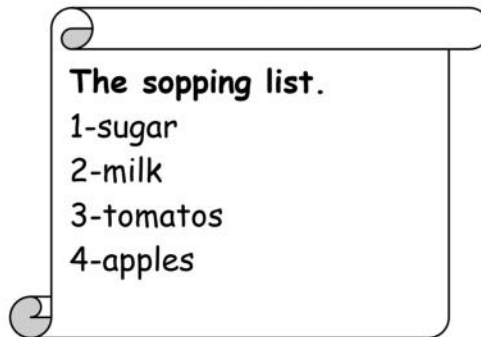 The sopping list.
1-sugar
2-milk
3-tomatos
4-apples